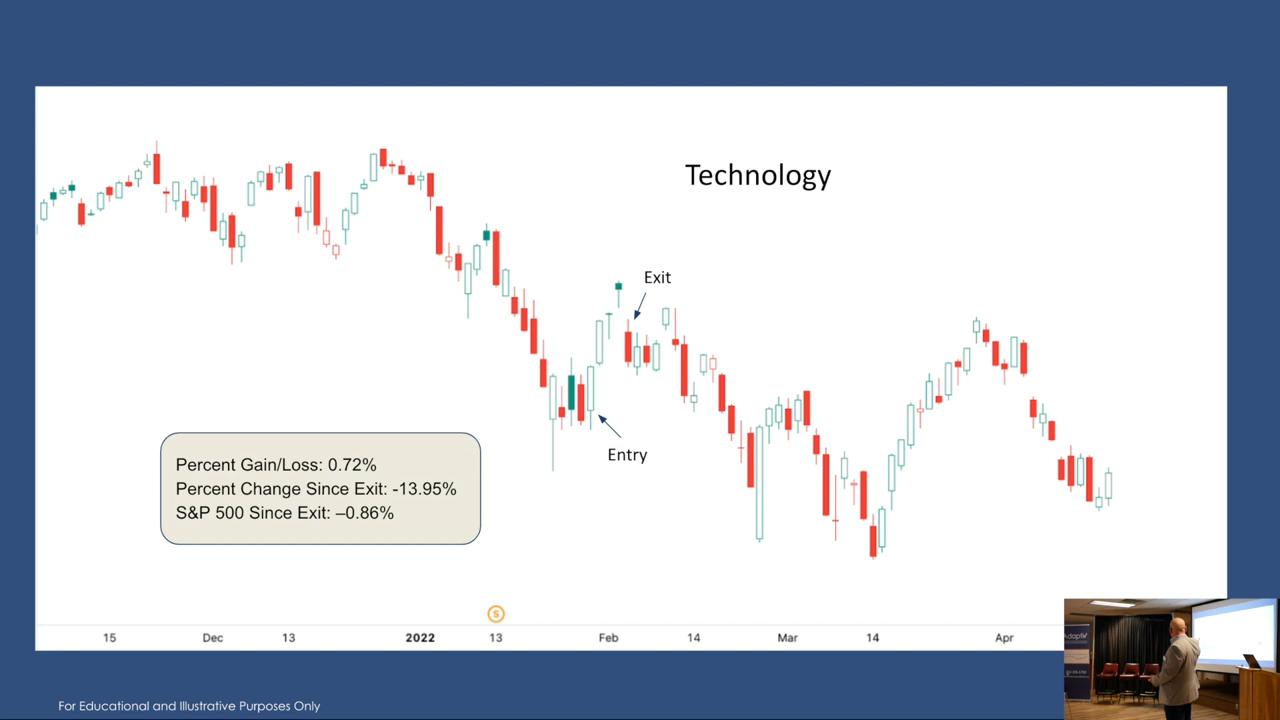 Technology
Exit
Entry
Percent Gain/Loss: 0.72%
Percent Change Since Exit: -13.95%
S&P 500 Since Exit: –0.86%
S
15 Dec 13 2022 13 Feb 14 Mar 14 Apr
Adaptiv
For Educational and Illustrative Purposes Only